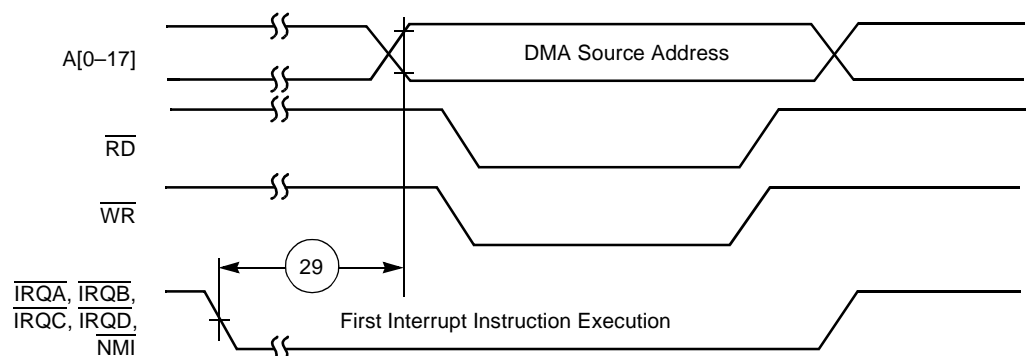 A[0–17]
DMA Source Address
RD
WR
29
IRQA, IRQB,
IRQC, IRQD,
NMI
First Interrupt Instruction Execution